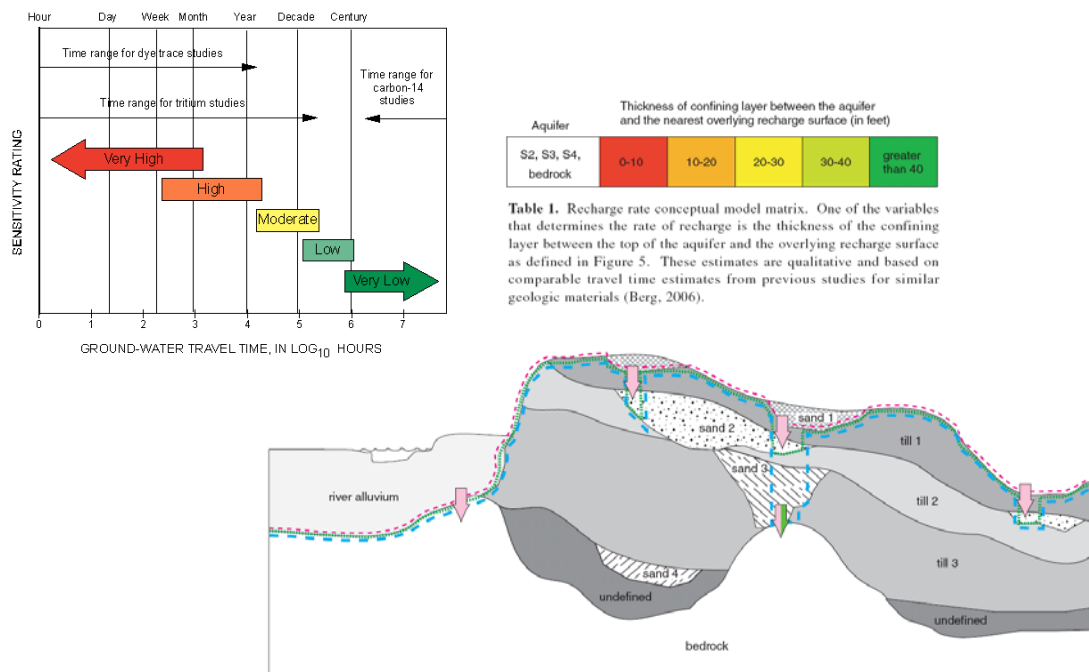 Hour Day Week Month Year Decade Century
Time range for dye trace studies
Time range for
carbon-14
studies
Time range for tritium studies
SENSITIVITY RATING
Very High
High
Moderate
Low
Very Low
0 1 2 3 4 5 6 7
GROUND-WATER TRAVEL TIME, IN LOG10 HOURS
Thickness of confining layer between the aquifer
and the nearest overlying recharge surface (in feet)
Aquifer
S2, S3, S4,
bedrock
0-10
10-20
20-30
30-40
greater
than 40
Table 1. Recharge rate conceptual model matrix. One of the variables
that determines the rate of recharge is the thickness of the confining
layer between the top of the aquifer and the overlying recharge surface
as defined in Figure 5. These estimates are qualitative and based on
comparable travel time estimates from previous studies for similar
geologic materials (Berg, 2006).
sand 1
sand 2
till 1
sand 3
river alluvium
till 2
till 3
sand 4
undefined
undefined
bedrock